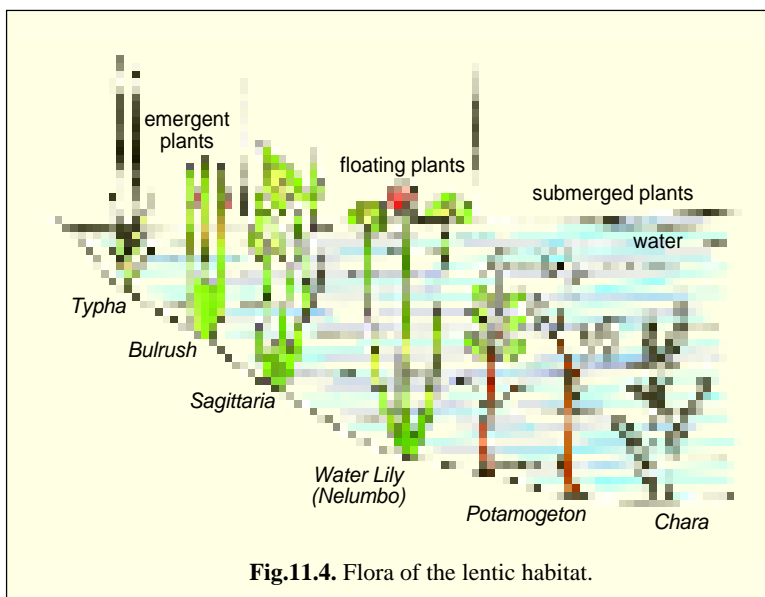 emergent
plants
floating plants
submerged plants
water
Typha
Bulrush
Sagittaria
Water Lily
(Nelumbo)
Potamogeton
Chara
Fig.11.4. Flora of the lentic habitat.